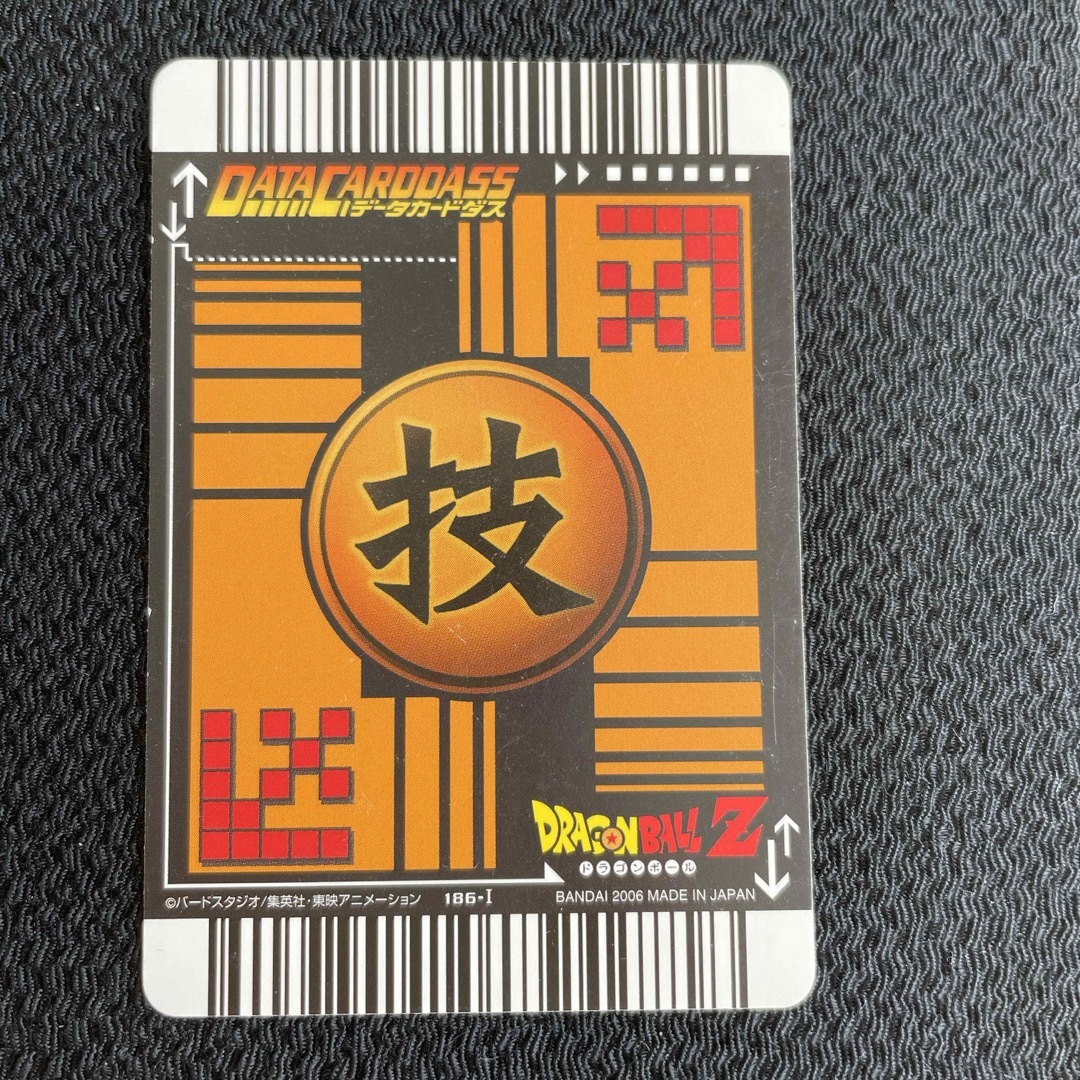 DATA CARDDASS
データカードダス
技
DRAGON BALL Z
ドラゴンボール
©バードスタジオ/集英社・東映アニメーション 186-I BANDAI 2006 MADE IN JAPAN